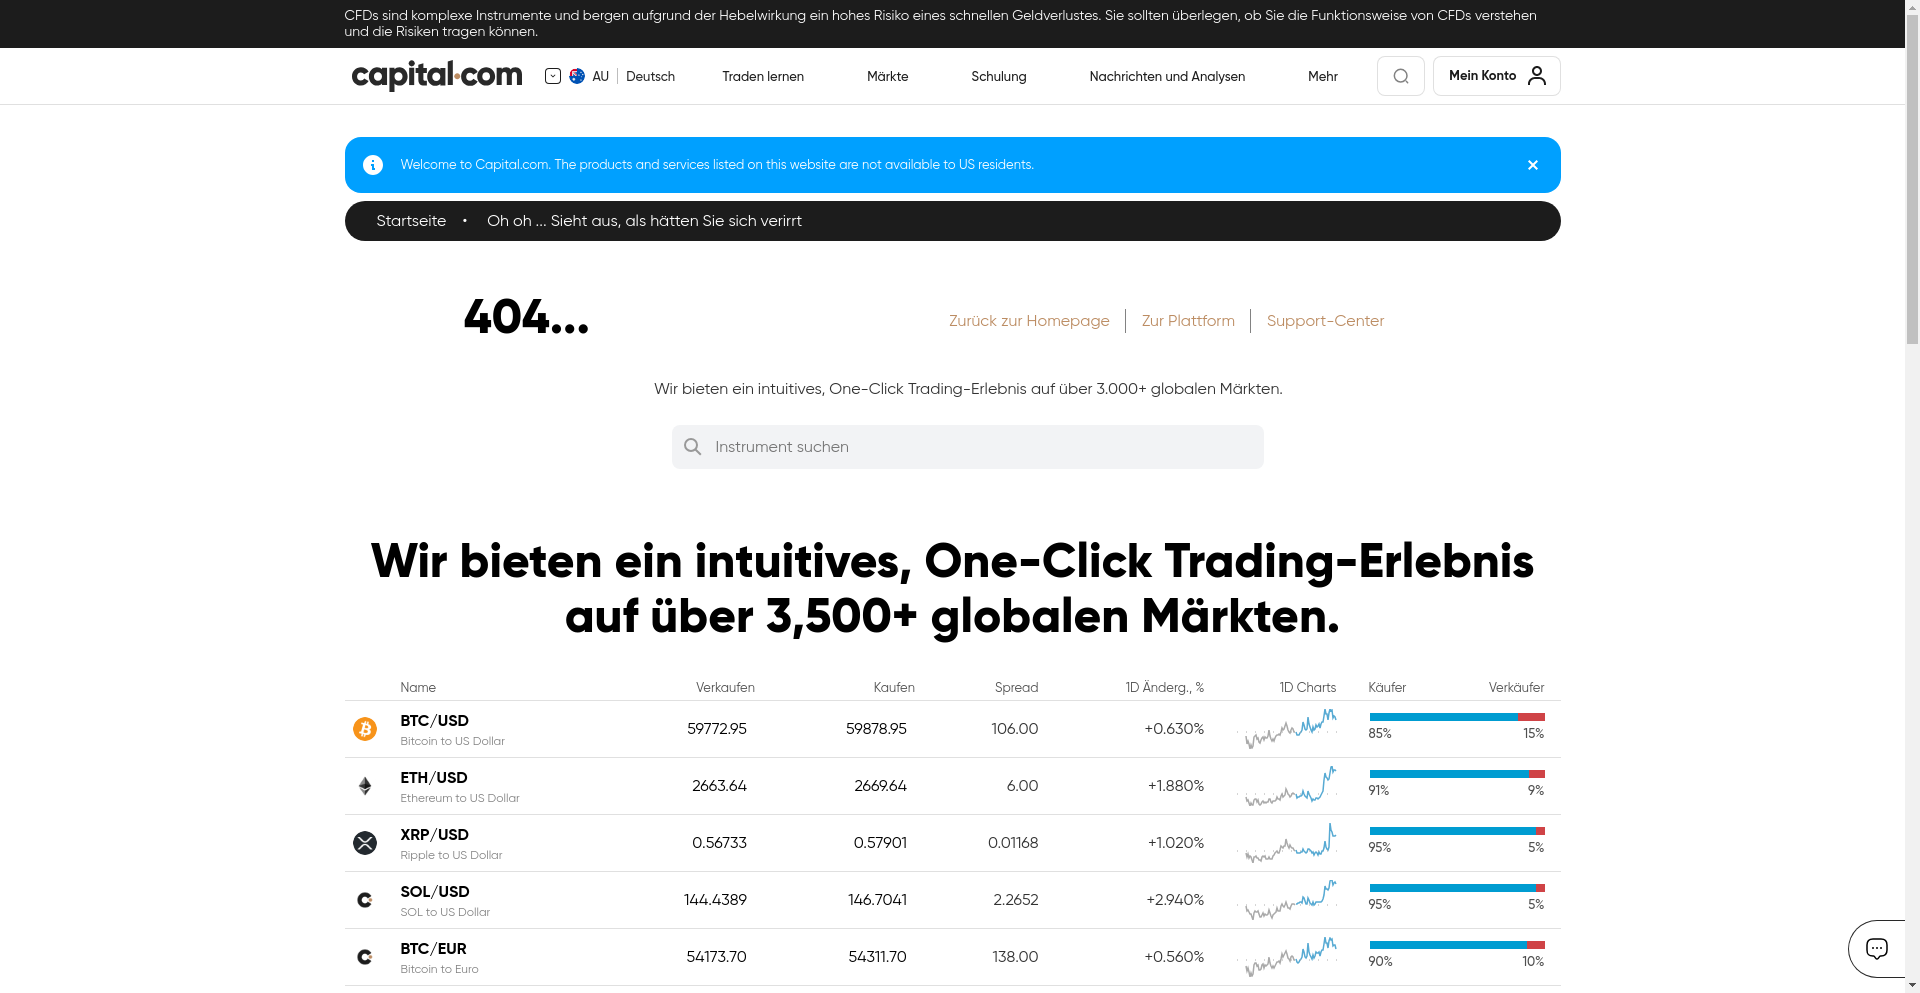 CFDs sind komplexe Instrumente und bergen aufgrund der Hebelwirkung ein hohes Risiko eines schnellen Geldverlustes. Sie sollten überlegen, ob Sie die Funktionsweise von CFDs verstehen
und die Risiken tragen können.
capital.com AU Deutsch Traden lernen Märkte Schulung Nachrichten und Analysen Mehr Mein Konto
Welcome to Capital.com. The products and services listed on this website are not available to US residents.
Startseite • Oh oh ... Sieht aus, als hätten Sie sich verirrt
404...
Zurück zur Homepage Zur Plattform Support-Center
Wir bieten ein intuitives, One-Click Trading-Erlebnis auf über 3.000+ globalen Märkten.
Instrument suchen
Wir bieten ein intuitives, One-Click Trading-Erlebnis
auf über 3,500+ globalen Märkten.
Name Verkaufen Kaufen Spread 1D Änderg., % 1D Charts Käufer Verkäufer
BTC/USD 59772.95 59878.95 106.00 +0.630% 85% 15%
Bitcoin to US Dollar
ETH/USD 2663.64 2669.64 6.00 +1.880% 91% 9%
Ethereum to US Dollar
XRP/USD 0.56733 0.57901 0.01168 +1.020% 95% 5%
Ripple to US Dollar
SOL/USD 144.4389 146.7041 2.2652 +2.940% 95% 5%
SOL to US Dollar
BTC/EUR 54173.70 54311.70 138.00 +0.560% 90% 10%
Bitcoin to Euro